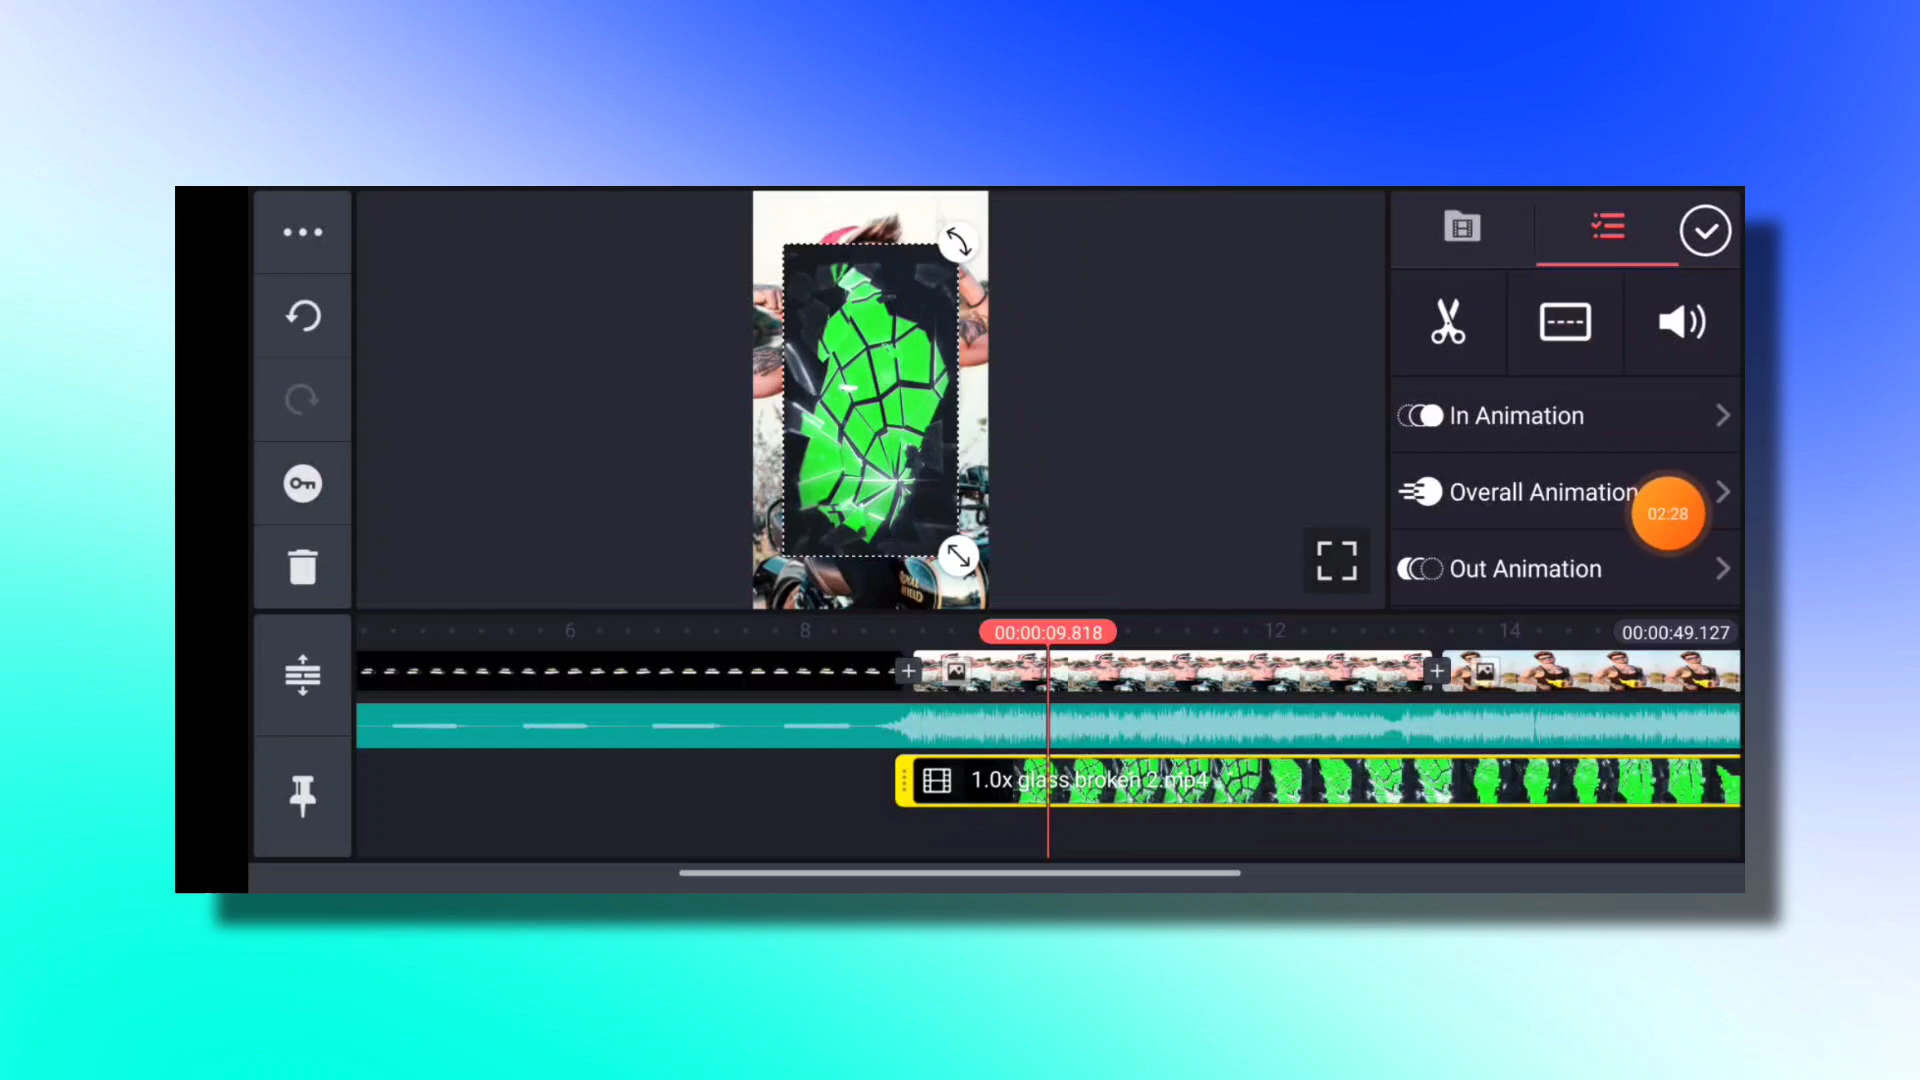 In Animation
Overall Animation
02:28
Out Animation
6
8
00:00:09.818
12
14
00:00:49.127
1.0x glass broken 2.mp4